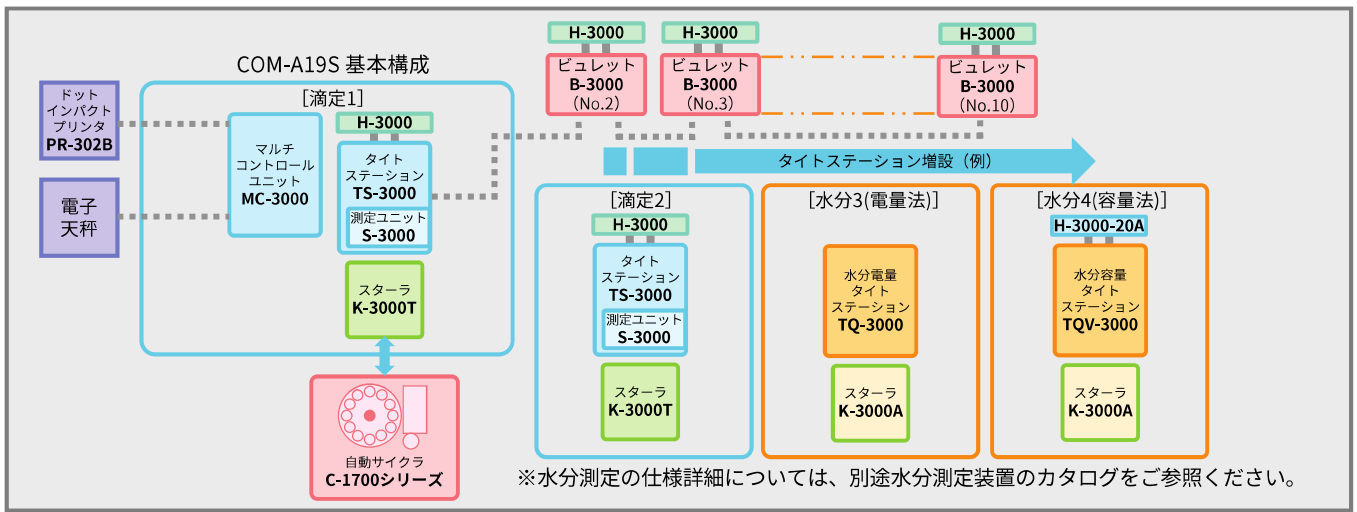 COM-A19S 基本構成
ドット
インパクト
プリンタ
PR-302B
電子
天秤
[滴定1]
マルチ
コントロール
ユニット
MC-3000
H-3000
タイト
ステーション
TS-3000
測定ユニット
S-3000
スターラ
K-3000T
自動サイクラ
C-1700シリーズ
H-3000
ビュレット
B-3000
(No.2)
H-3000
ビュレット
B-3000
(No.3)
H-3000
ビュレット
B-3000
(No.10)
タイトステーション増設（例）
[滴定2]
H-3000
タイト
ステーション
TS-3000
測定ユニット
S-3000
スターラ
K-3000T
[水分3(電量法)]
水分電量
タイト
ステーション
TQ-3000
スターラ
K-3000A
[水分4(容量法)]
H-3000-20A
水分容量
タイト
ステーション
TQV-3000
スターラ
K-3000A
※水分測定の仕様詳細については、別途水分測定装置のカタログをご参照ください。